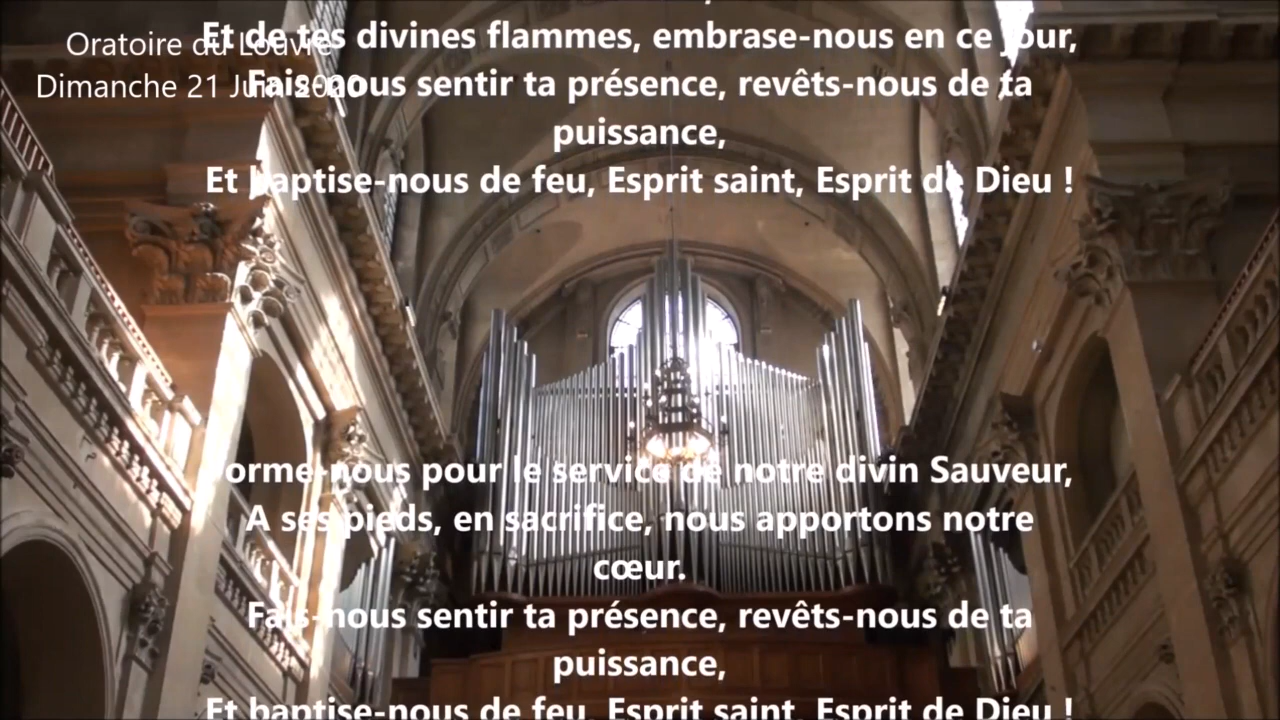 Oratoire du Louvre
Dimanche 21 Juin 2020
Et de tes divines flammes, embrase-nous en ce jour,
Fais-nous sentir ta présence, revêts-nous de ta
puissance,
Et baptise-nous de feu, Esprit saint, Esprit de Dieu !
Forme-nous pour le service de notre divin Sauveur,
A ses pieds, en sacrifice, nous apportons notre
cœur.
Fais-nous sentir ta présence, revêts-nous de ta
puissance,
Et baptise-nous de feu, Esprit saint, Esprit de Dieu !